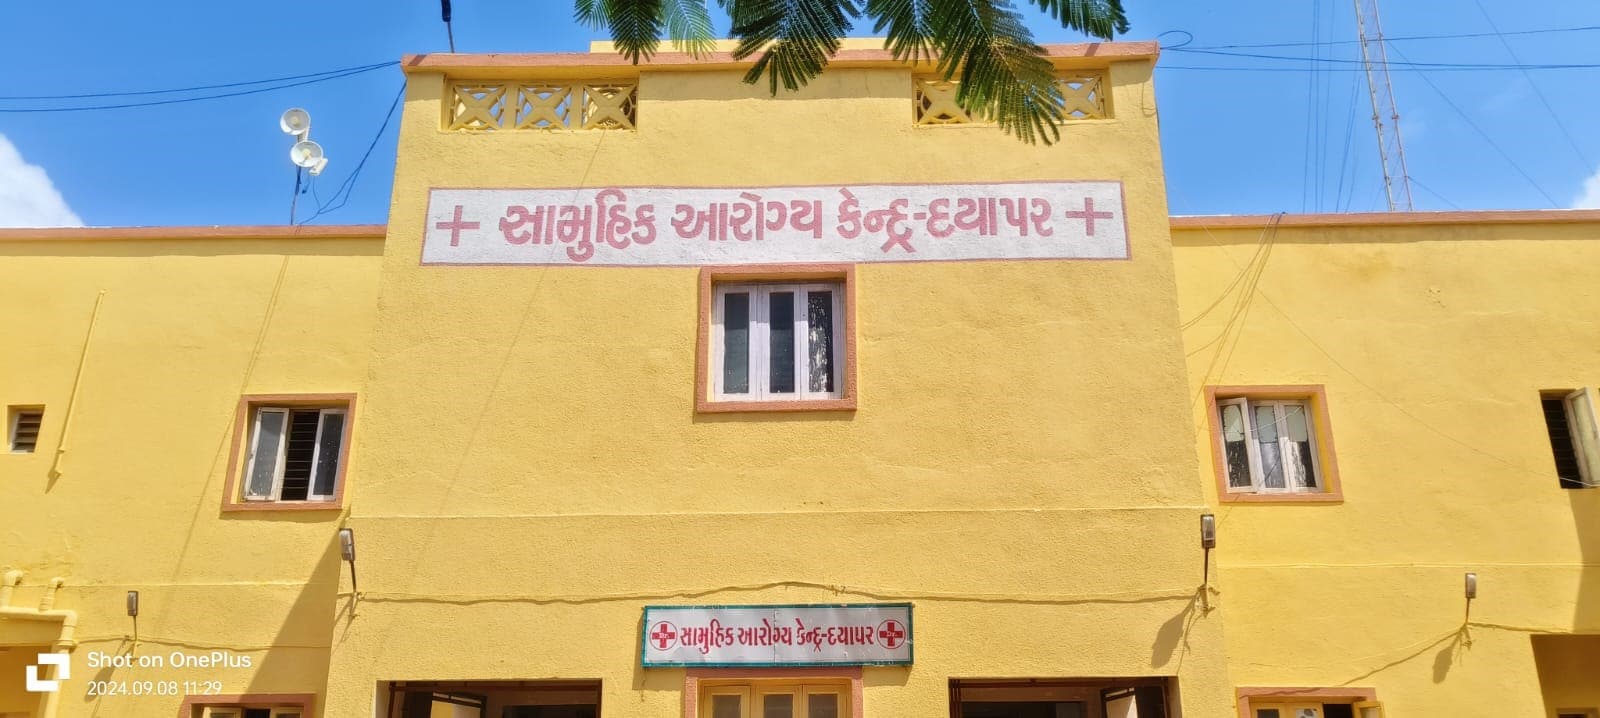 + સામુહિક આરોગ્ય કેન્દ્ર-દયાપર +
સામુહિક આરોગ્ય કેન્દ્ર-દયાપર
Shot on OnePlus
2024.09.08 11:29